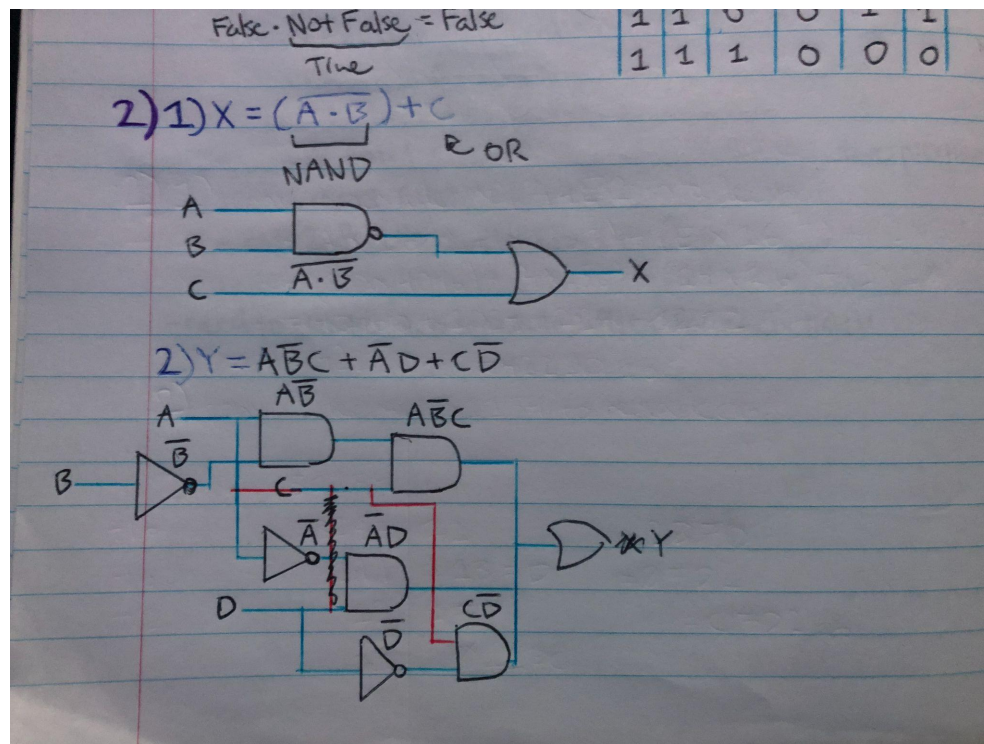 False · Not False = False
True
1 1 0 0 1 1
1 1 1 0 0 0
2) 1) X = (A̅ ̅·̅ ̅B̅) + C
NAND
OR
A
B
A̅ ̅·̅ ̅B̅
C
X
2) Y = AB̅C + A̅D + CD̅
AB̅
A
AB̅C
B̅
B
C
A̅
A̅D
Y
D
CD̅
D̅